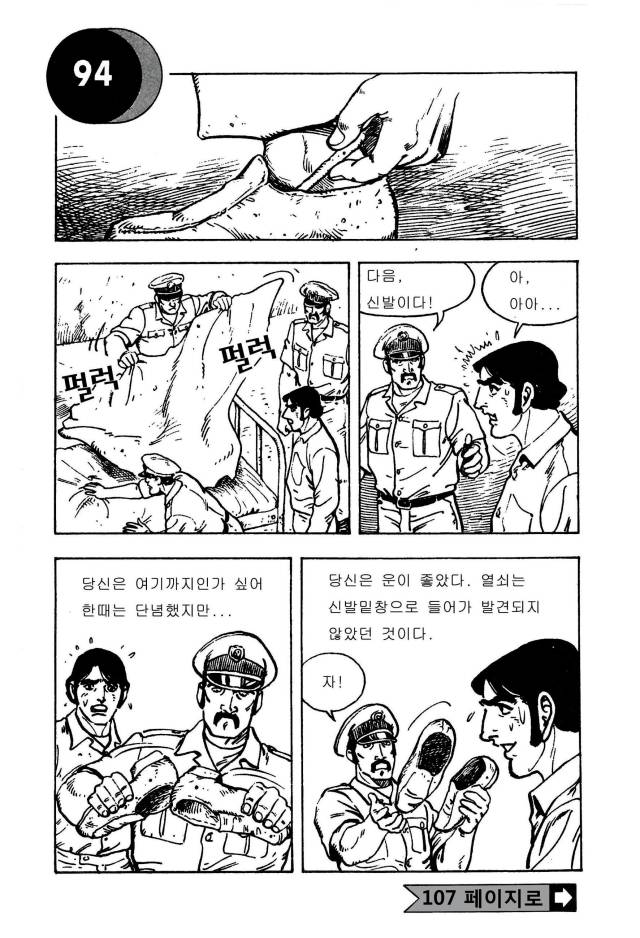 94
펄럭
펄럭
다음,
신발이다!
아,
아아...
당신은 여기까지인가 싶어
한때는 단념했지만...
당신은 운이 좋았다. 열쇠는
신발밑창으로 들어가 발견되지
않았던 것이다.
자!
107 페이지로